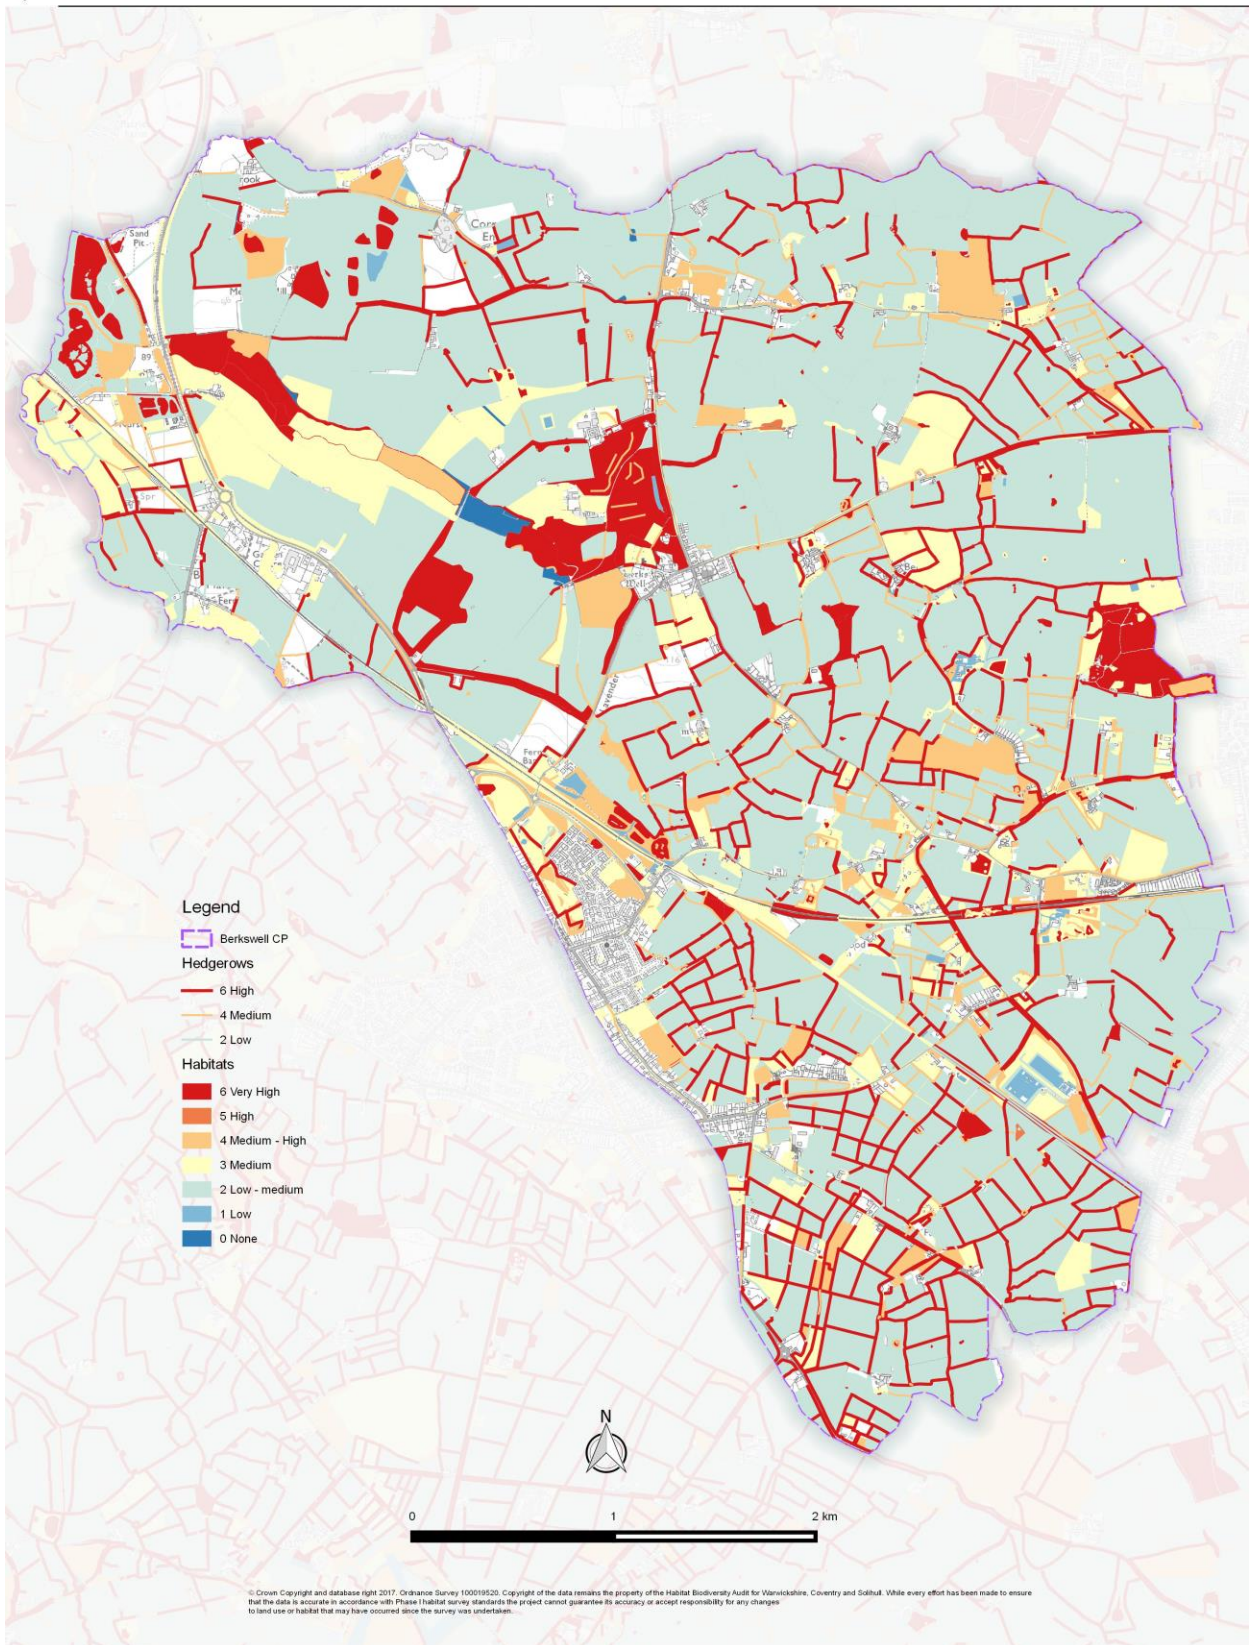 Sand
Pit
89
Spr
Lavender
Legend
Berkswell CP
Hedgerows
6 High
4 Medium
2 Low
Habitats
6 Very High
5 High
4 Medium - High
3 Medium
2 Low - medium
1 Low
0 None
N
0 1 2 km
© Crown Copyright and database right 2017. Ordnance Survey 100019520. Copyright of the data remains the property of the Habitat Biodiversity Audit for Warwickshire, Coventry and Solihull. While every effort has been made to ensure
that the data is accurate in accordance with Phase I habitat survey standards the project cannot guarantee its accuracy or accept responsibility for any changes
to land use or habitat that may have occurred since the survey was undertaken.